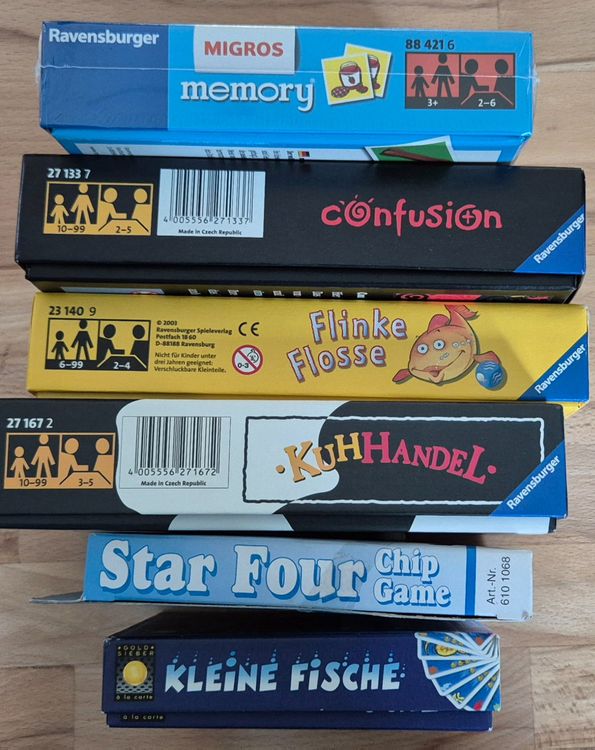 Ravensburger
MIGROS
memory®
88 421 6
3+ 2–6
27 133 7
10–99 2–5
4 005556 271337
Made in Czech Republic
confusion
Ravensburger
23 140 9
6–99 2–4
© 2003
Ravensburger Spieleverlag
Postfach 18 60
D-88188 Ravensburg
Nicht für Kinder unter
drei Jahren geeignet:
Verschluckbare Kleinteile.
CE
0-3
Flinke
Flosse
Ravensburger
27 167 2
10–99 3–5
4 005556 271672
Made in Czech Republic
·KUHHANDEL·
Ravensburger
Star Four
Chip
Game
Art.-Nr.
610 1068
GOLD
SIEBER
à la carte
KLEINE FISCHE
à la carte